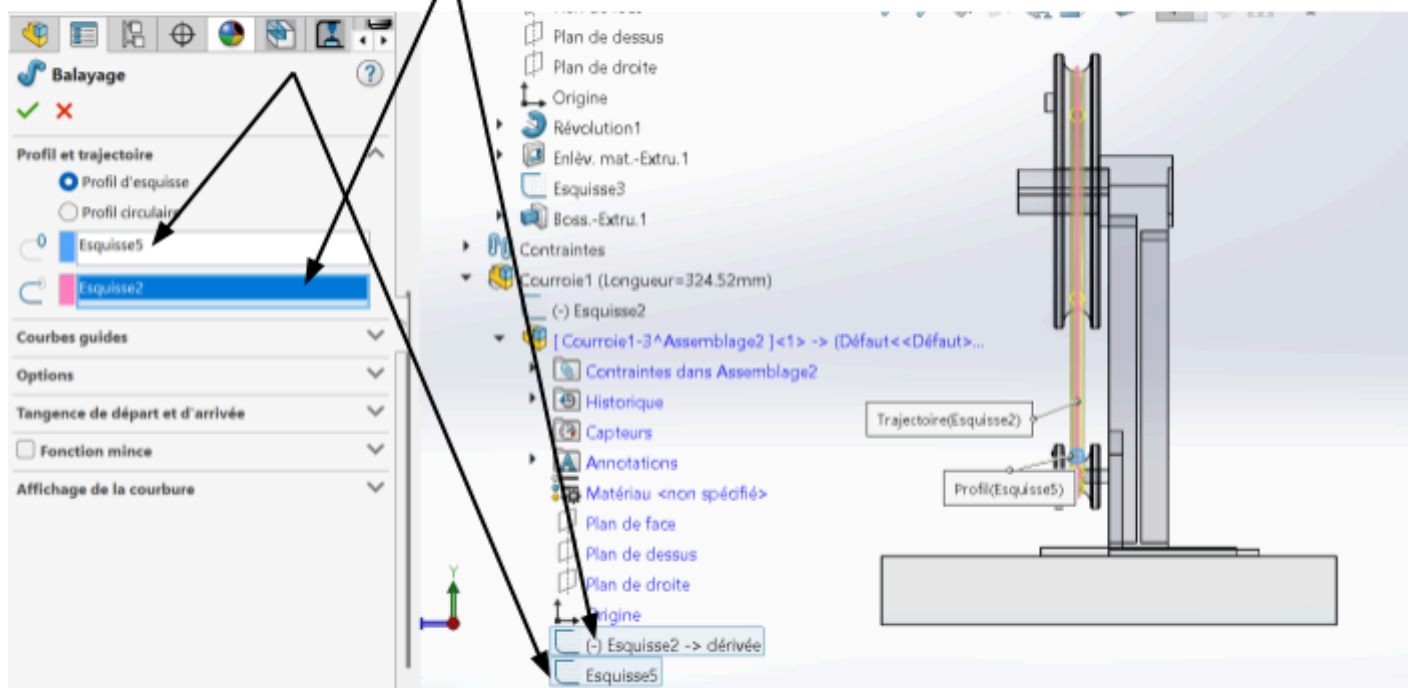 Balayage
Profil et trajectoire
Profil d'esquisse
Profil circulaire
Esquisse5
Esquisse2
Courbes guides
Options
Tangence de départ et d'arrivée
Fonction mince
Affichage de la courbure
Plan de dessus
Plan de droite
Origine
Révolution1
Enlèv. mat.-Extru.1
Esquisse3
Boss.-Extru.1
Contraintes
Courroie1 (Longueur=324.52mm)
(-) Esquisse2
[ Courroie1-3^Assemblage2 ]<1> -> (Défaut<<Défaut>...
Contraintes dans Assemblage2
Historique
Capteurs
Annotations
Matériau <non spécifié>
Plan de face
Plan de dessus
Plan de droite
Origine
(-) Esquisse2 -> dérivée
Esquisse5
Trajectoire(Esquisse2)
Profil(Esquisse5)
Y